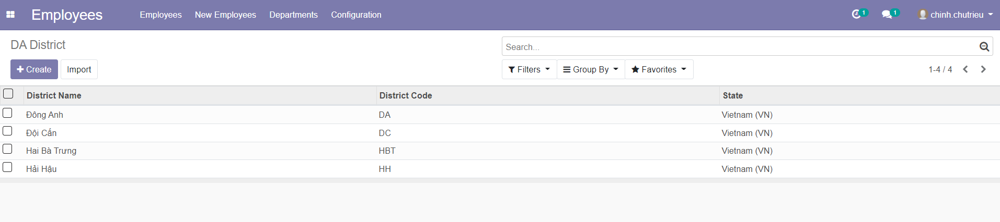 Employees Employees New Employees Departments Configuration 1 1 chinh.chutrieu
DA District
Search...
Create Import Filters Group By Favorites 1-4 / 4
District Name District Code State
Đông Anh DA Vietnam (VN)
Đội Cấn DC Vietnam (VN)
Hai Bà Trưng HBT Vietnam (VN)
Hải Hậu HH Vietnam (VN)